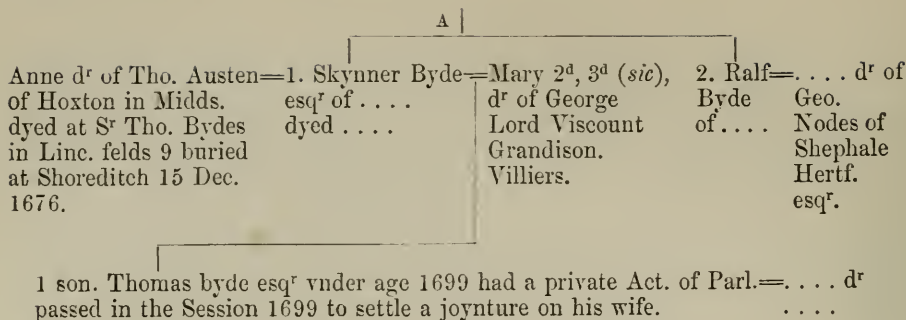 A
Anne dʳ of Tho. Austen=1. Skynner Byde=Mary 2ᵈ, 3ᵈ (sic), 2. Ralf=. . . . dʳ of
of Hoxton in Midds. esqʳ of . . . . dʳ of George Byde Geo.
dyed at Sʳ Tho. Bydes dyed . . . . Lord Viscount of. . . . Nodes of
in Linc. felds 9 buried Grandison. Shephale
at Shoreditch 15 Dec. Villiers. Hertf.
1676. esqʳ.
1 son. Thomas byde esqʳ vnder age 1699 had a private Act. of Parl.=. . . . dʳ
passed in the Session 1699 to settle a joynture on his wife. . . . .